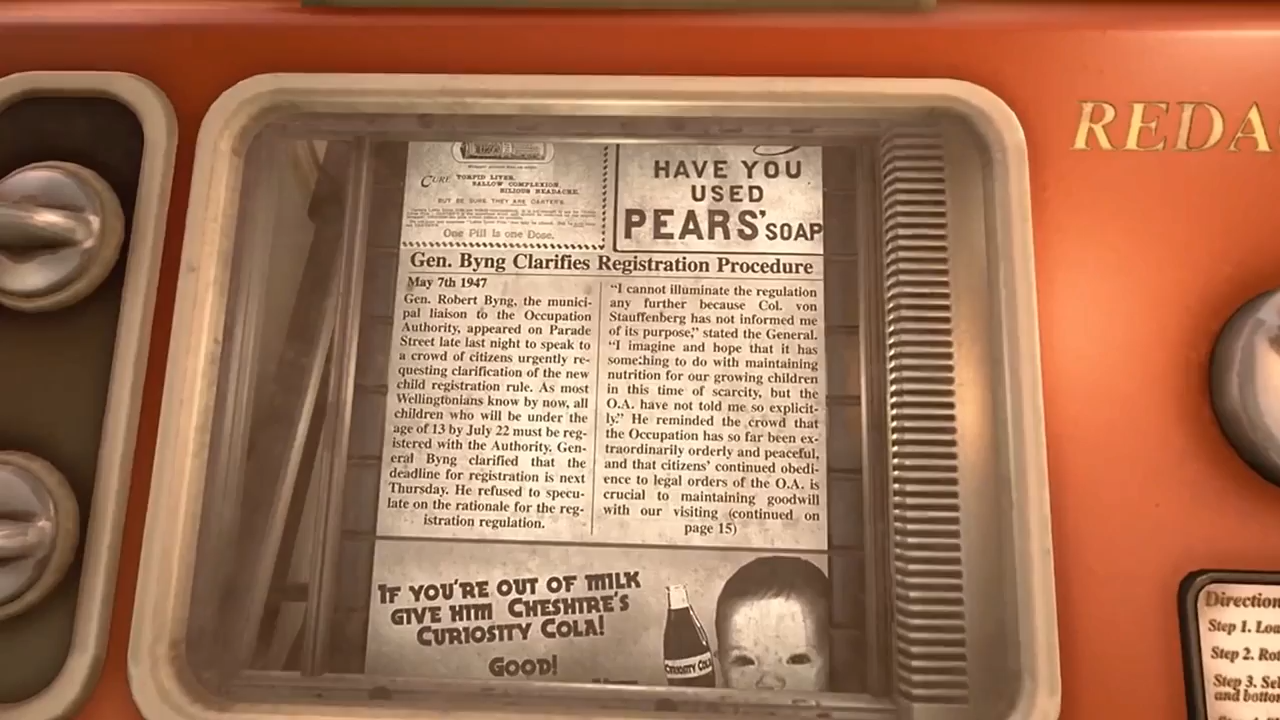 REDA
CURE TORPID LIVER,
SALLOW COMPLEXION,
BILIOUS HEADACHE,
BUT BE SURE THEY ARE CARTER'S.
One Pill is one Dose.
HAVE YOU
USED
PEARS' SOAP
Gen. Byng Clarifies Registration Procedure
May 7th 1947
Gen. Robert Byng, the munici-
pal liaison to the Occupation
Authority, appeared on Parade
Street late last night to speak to
a crowd of citizens urgently re-
questing clarification of the new
child registration rule. As most
Wellingtonians know by now, all
children who will be under the
age of 13 by July 22 must be reg-
istered with the Authority. Gen-
eral Byng clarified that the
deadline for registration is next
Thursday. He refused to specu-
late on the rationale for the reg-
istration regulation.
"I cannot illuminate the regulation
any further because Col. von
Stauffenberg has not informed me
of its purpose," stated the General.
"I imagine and hope that it has
something to do with maintaining
nutrition for our growing children
in this time of scarcity, but the
O.A. have not told me so explicit-
ly." He reminded the crowd that
the Occupation has so far been ex-
traordinarily orderly and peaceful,
and that citizens' continued obedi-
ence to legal orders of the O.A. is
crucial to maintaining goodwill
with our visiting (continued on
page 15)
IF YOU'RE OUT OF MILK
GIVE HIM CHESHIRE'S
CURIOSITY COLA!
GOOD!
CURIOSITY COLA
Direction
Step 1. Loa
Step 2. Rot
Step 3. Sel
and bottor